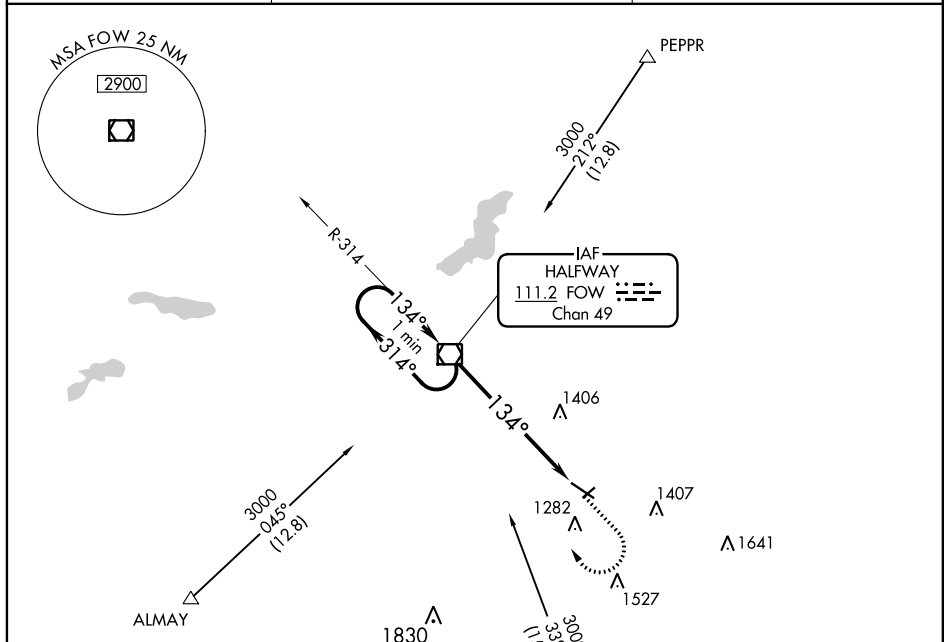 MSA FOW 25 NM
2900
PEPPR
3000
212°
(12.8)
R-314
IAF
HALFWAY
111.2 FOW
Chan 49
134°
1 min
314°
134°
1406
3000
045°
(12.8)
1282
1407
1641
1527
ALMAY
1830